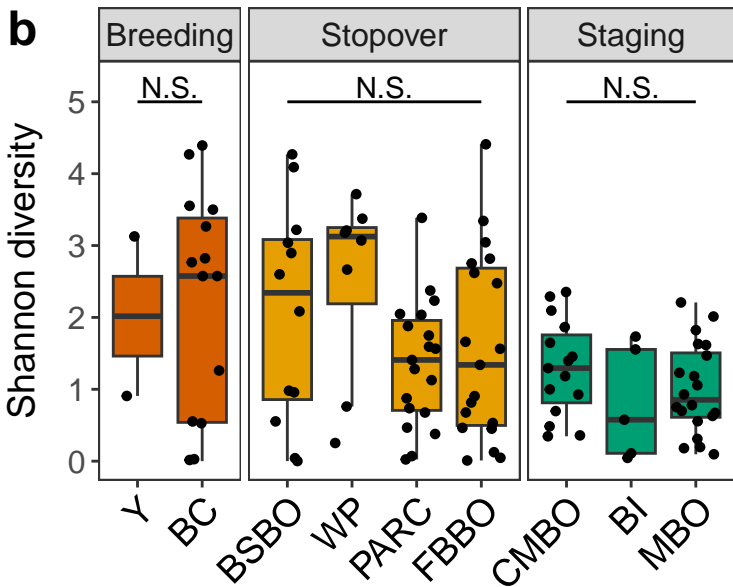 b
Breeding Stopover Staging
N.S. N.S. N.S.
Shannon diversity
5
4
3
2
1
0
Y BC BSBO WP PARC FBBO CMBO BI MBO